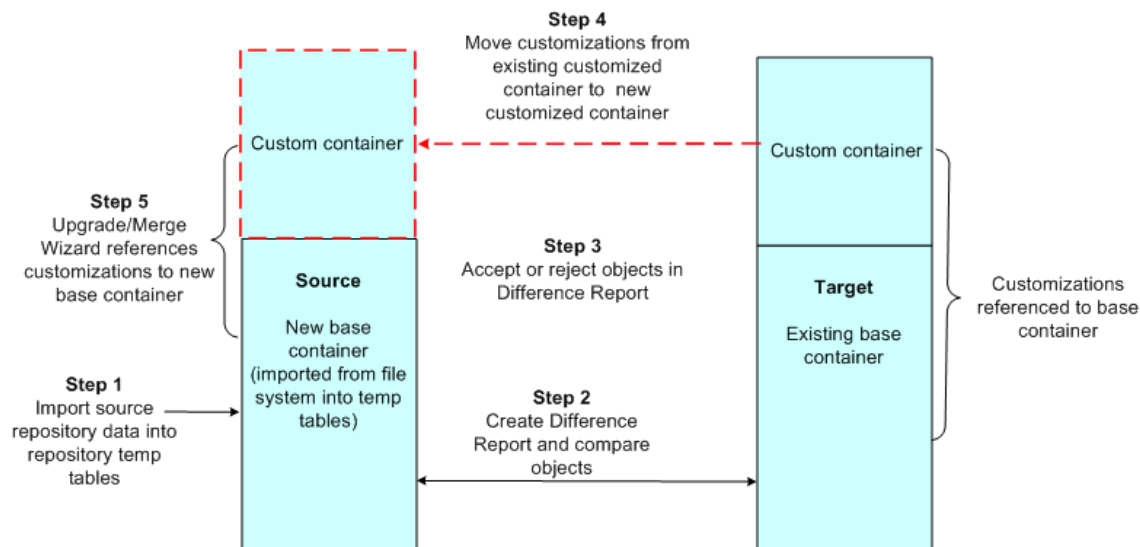 Step 4
Move customizations from
existing customized
container to new
customized container
Custom container
Custom container
Step 5
Upgrade/Merge
Wizard references
customizations to new
base container
Step 3
Accept or reject objects in
Difference Report
Source
New base
container
(imported from file
system into temp
tables)
Target
Existing base
container
Customizations
referenced to base
container
Step 1
Import source
repository data into
repository temp
tables
Step 2
Create Difference
Report and compare
objects